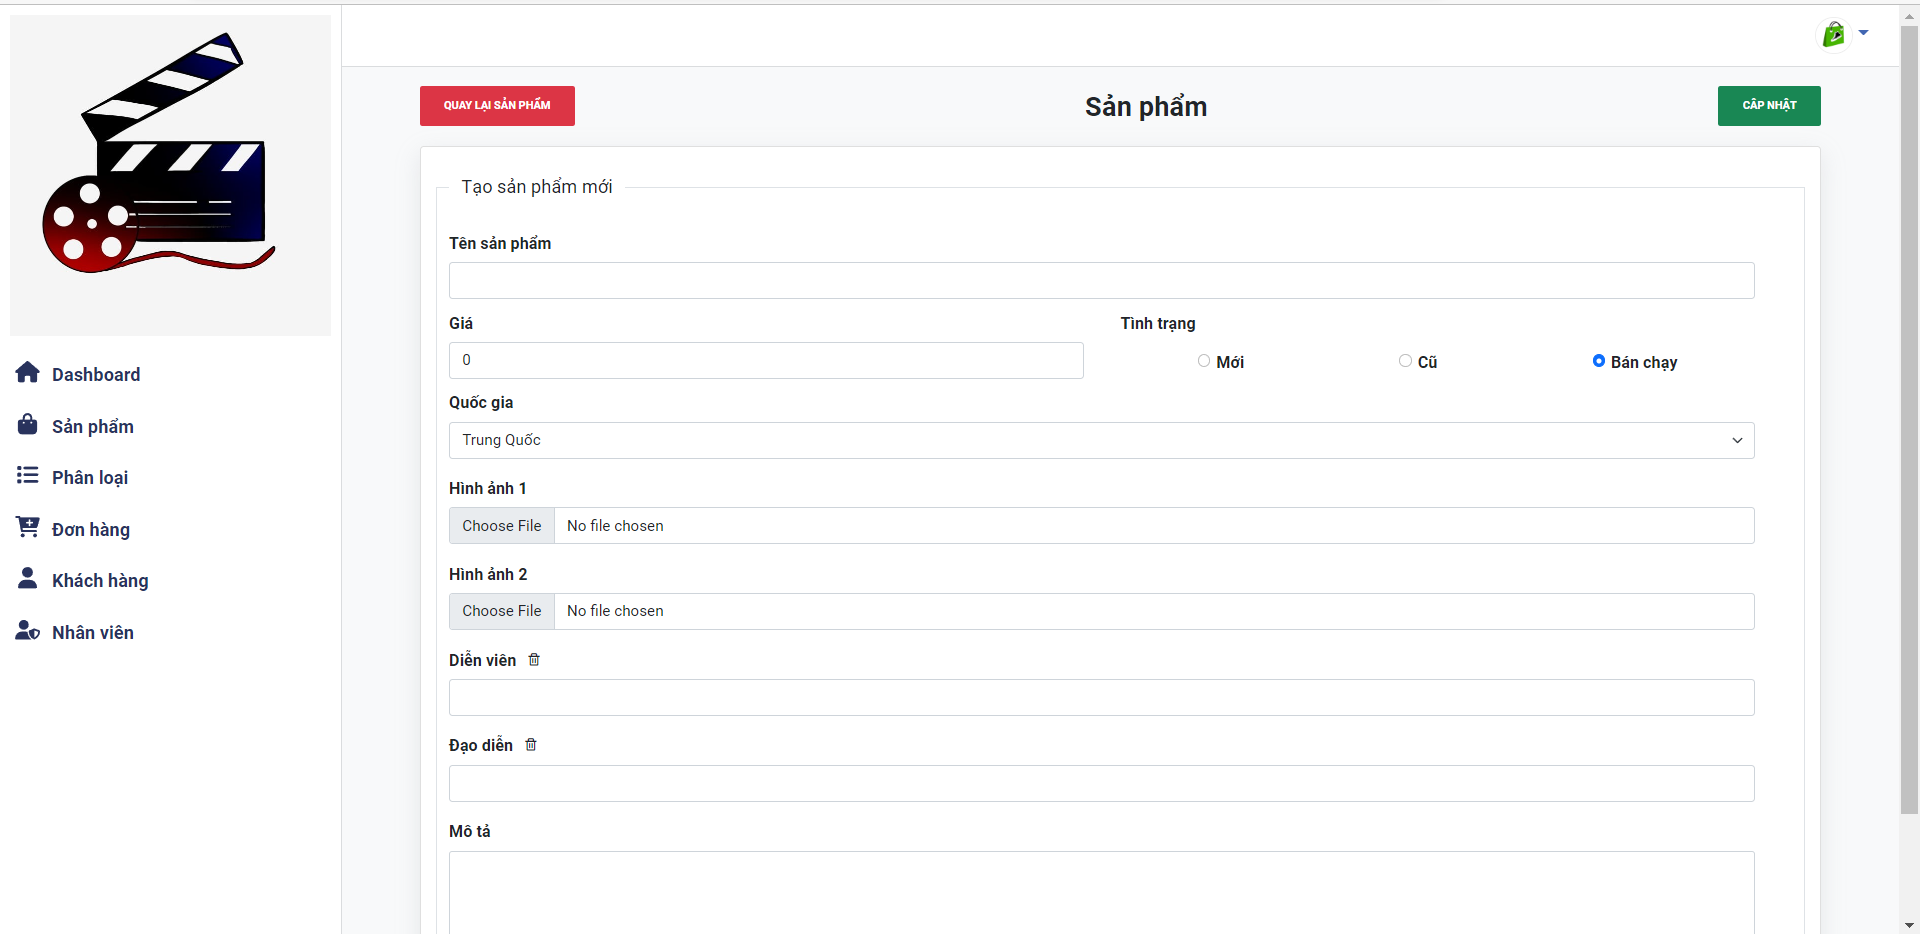 Dashboard
Sản phẩm
Phân loại
Đơn hàng
Khách hàng
Nhân viên
QUAY LẠI SẢN PHẨM
Sản phẩm
CẬP NHẬT
Tạo sản phẩm mới
Tên sản phẩm
Giá
Tình trạng
0
Mới
Cũ
Bán chạy
Quốc gia
Trung Quốc
Hình ảnh 1
Choose File No file chosen
Hình ảnh 2
Choose File No file chosen
Diễn viên
Đạo diễn
Mô tả